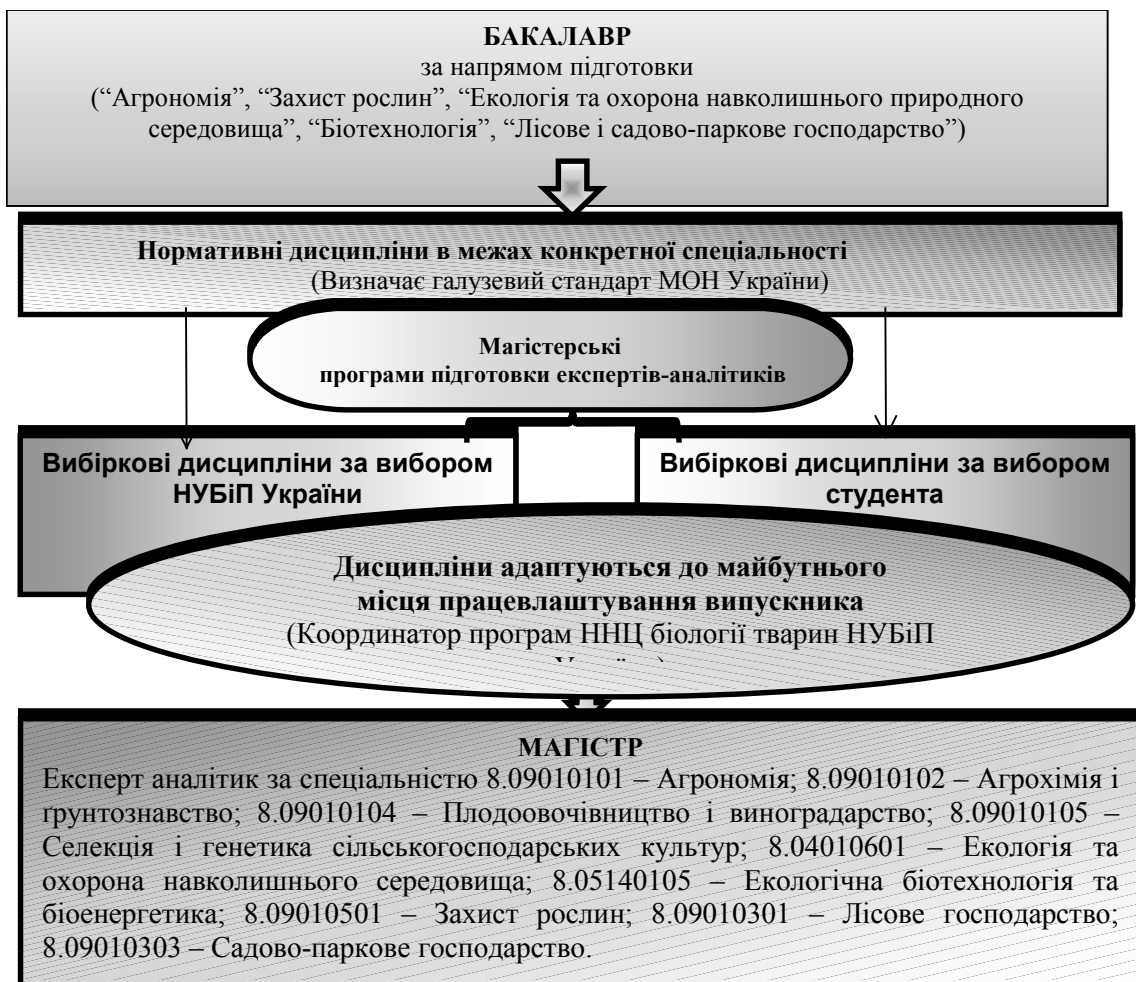 БАКАЛАВР
за напрямом підготовки
(“Агрономія”, “Захист рослин”, “Екологія та охорона навколишнього природного
середовища”, “Біотехнологія”, “Лісове і садово-паркове господарство”)
Нормативні дисципліни в межах конкретної спеціальності
(Визначає галузевий стандарт МОН України)
Магістерські
програми підготовки експертів-аналітиків
Вибіркові дисципліни за вибором
НУБіП України
Вибіркові дисципліни за вибором
студента
Дисципліни адаптуються до майбутнього
місця працевлаштування випускника
(Координатор програм ННЦ біології тварин НУБіП
МАГІСТР
Експерт аналітик за спеціальністю 8.09010101 – Агрономія; 8.09010102 – Агрохімія і
ґрунтознавство; 8.09010104 – Плодоовочівництво і виноградарство; 8.09010105 –
Селекція і генетика сільськогосподарських культур; 8.04010601 – Екологія та
охорона навколишнього середовища; 8.05140105 – Екологічна біотехнологія та
біоенергетика; 8.09010501 – Захист рослин; 8.09010301 – Лісове господарство;
8.09010303 – Садово-паркове господарство.